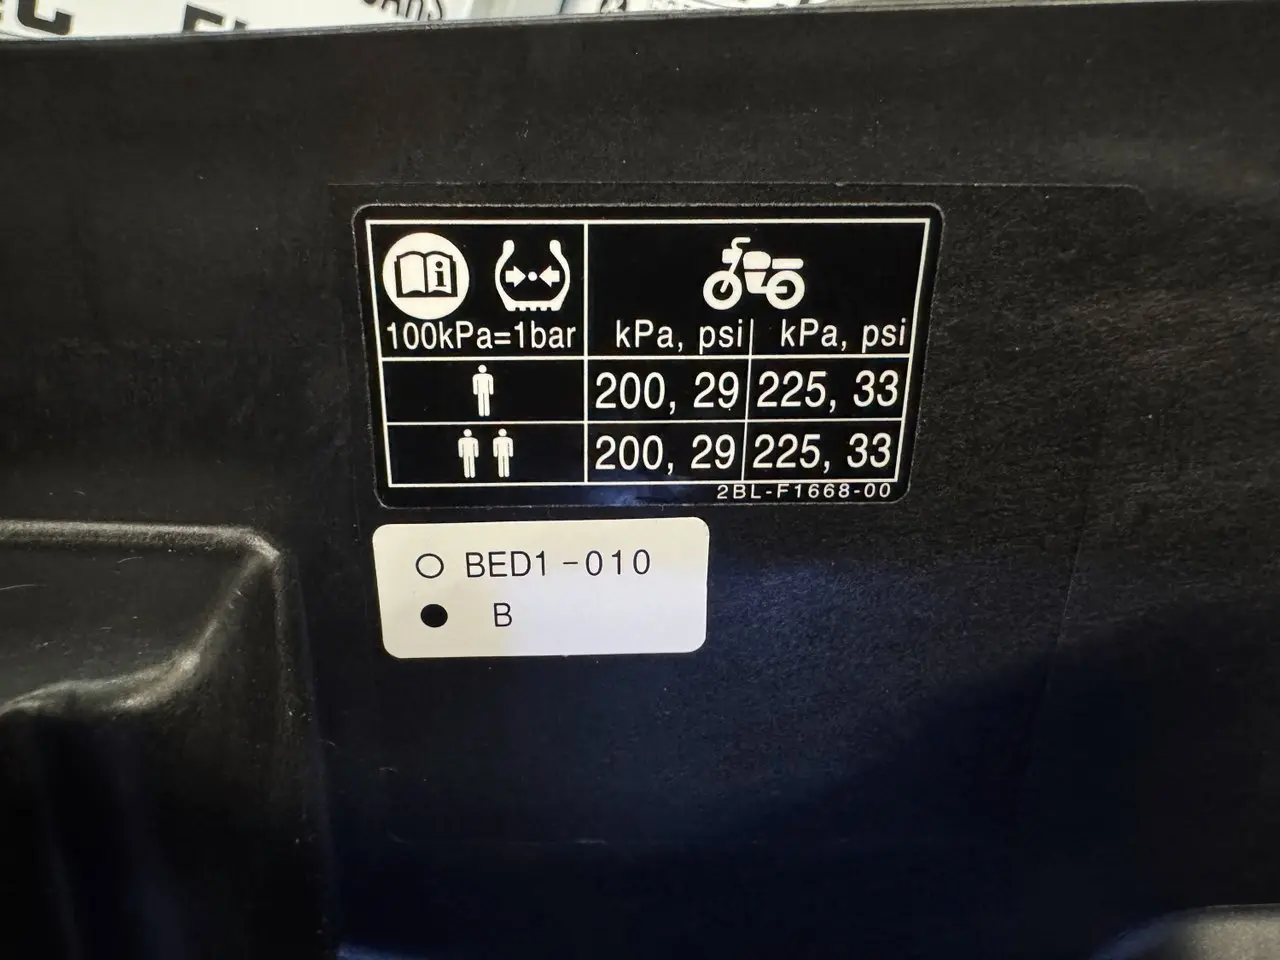 100kPa=1bar
kPa, psi kPa, psi
200, 29 225, 33
200, 29 225, 33
2BL-F1668-00
BED1-010
B